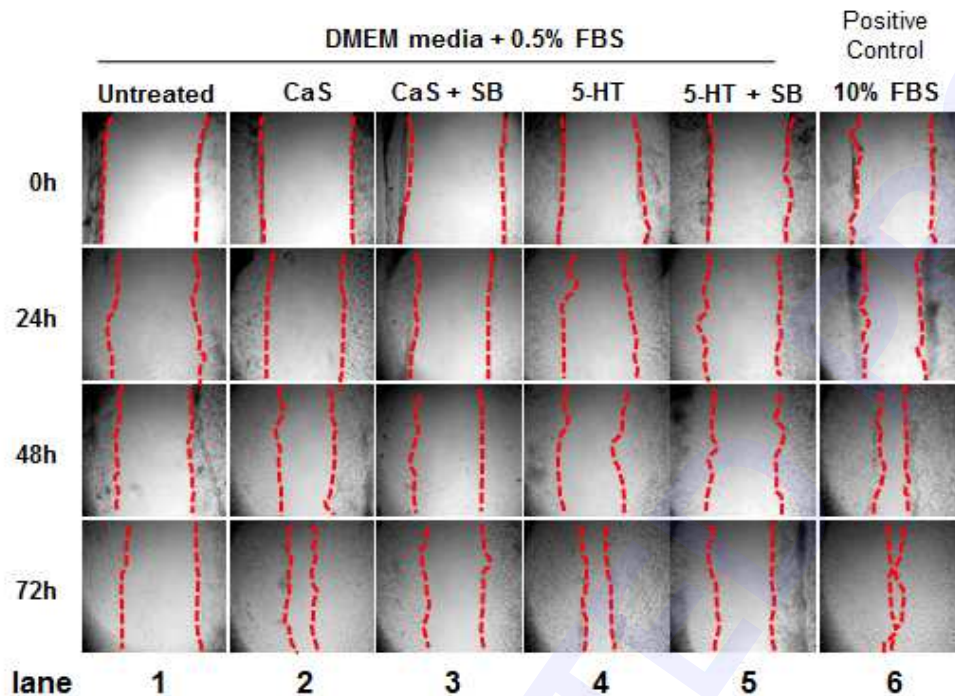 DMEM media + 0.5% FBS
Positive
Control
Untreated CaS CaS + SB 5-HT 5-HT + SB 10% FBS
0h
24h
48h
72h
lane 1 2 3 4 5 6